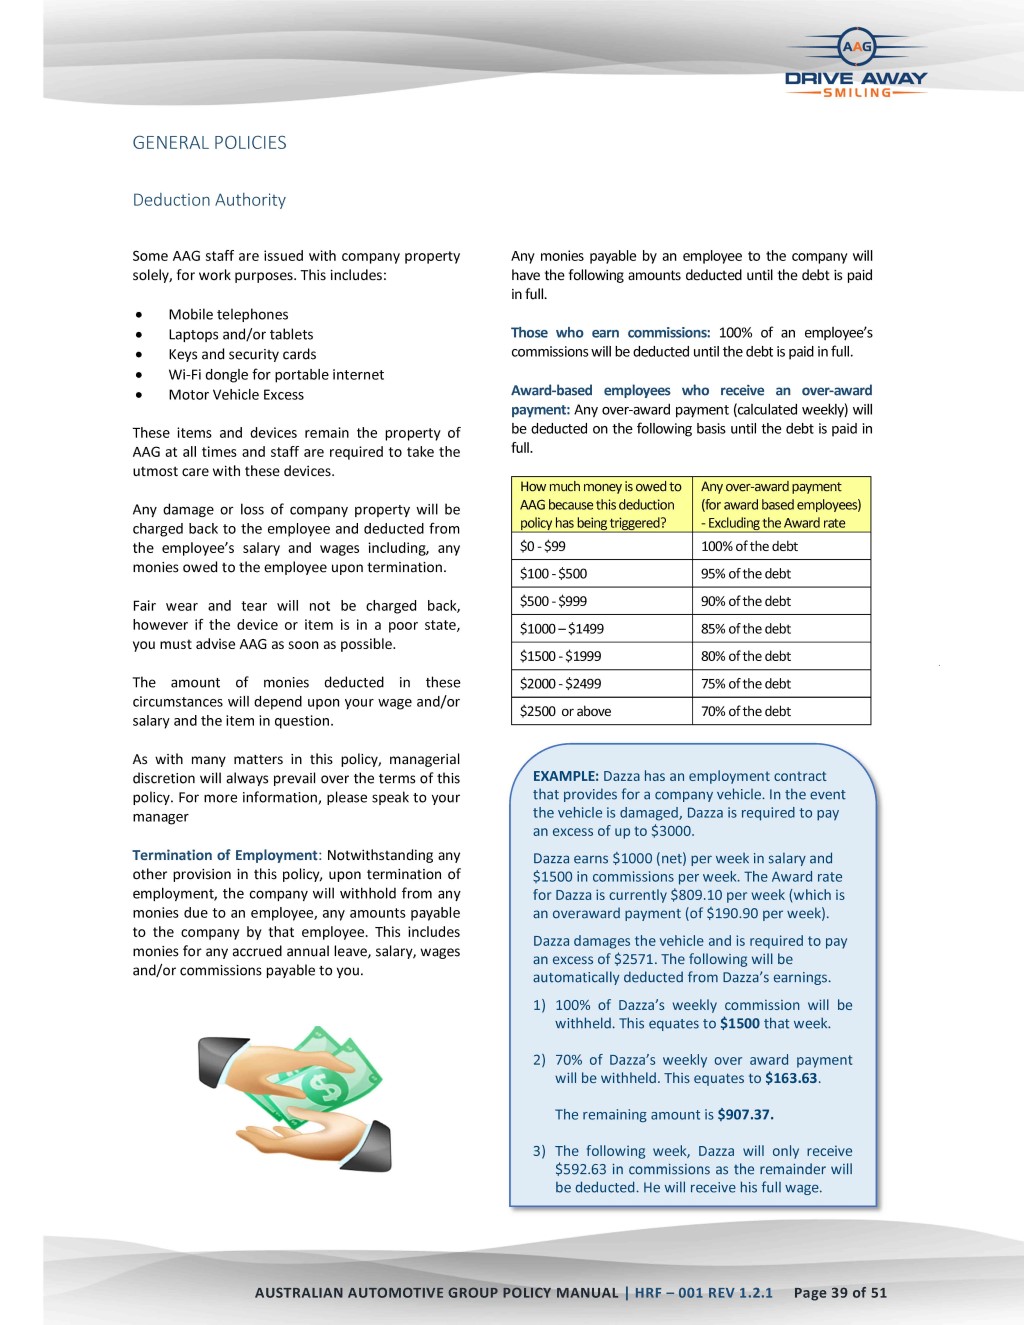 AAG
DRIVE AWAY
SMILING
GENERAL POLICIES
Deduction Authority
Some AAG staff are issued with company property
solely, for work purposes. This includes:
• Mobile telephones
• Laptops and/or tablets
• Keys and security cards
• Wi-Fi dongle for portable internet
• Motor Vehicle Excess
These items and devices remain the property of
AAG at all times and staff are required to take the
utmost care with these devices.
Any damage or loss of company property will be
charged back to the employee and deducted from
the employee's salary and wages including, any
monies owed to the employee upon termination.
Fair wear and tear will not be charged back,
however if the device or item is in a poor state,
you must advise AAG as soon as possible.
The amount of monies deducted in these
circumstances will depend upon your wage and/or
salary and the item in question.
As with many matters in this policy, managerial
discretion will always prevail over the terms of this
policy. For more information, please speak to your
manager
Termination of Employment: Notwithstanding any
other provision in this policy, upon termination of
employment, the company will withhold from any
monies due to an employee, any amounts payable
to the company by that employee. This includes
monies for any accrued annual leave, salary, wages
and/or commissions payable to you.
Any monies payable by an employee to the company will
have the following amounts deducted until the debt is paid
in full.
Those who earn commissions: 100% of an employee's
commissions will be deducted until the debt is paid in full.
Award-based employees who receive an over-award
payment: Any over-award payment (calculated weekly) will
be deducted on the following basis until the debt is paid in
full.
How much money is owed to
AAG because this deduction
policy has being triggered?
Any over-award payment
(for award based employees)
- Excluding the Award rate
$0 - $99 100% of the debt
$100 - $500 95% of the debt
$500 - $999 90% of the debt
$1000 – $1499 85% of the debt
$1500 - $1999 80% of the debt
$2000 - $2499 75% of the debt
$2500 or above 70% of the debt
EXAMPLE: Dazza has an employment contract
that provides for a company vehicle. In the event
the vehicle is damaged, Dazza is required to pay
an excess of up to $3000.
Dazza earns $1000 (net) per week in salary and
$1500 in commissions per week. The Award rate
for Dazza is currently $809.10 per week (which is
an overaward payment (of $190.90 per week).
Dazza damages the vehicle and is required to pay
an excess of $2571. The following will be
automatically deducted from Dazza's earnings.
1) 100% of Dazza's weekly commission will be
withheld. This equates to $1500 that week.
2) 70% of Dazza's weekly over award payment
will be withheld. This equates to $163.63.
The remaining amount is $907.37.
3) The following week, Dazza will only receive
$592.63 in commissions as the remainder will
be deducted. He will receive his full wage.
AUSTRALIAN AUTOMOTIVE GROUP POLICY MANUAL | HRF – 001 REV 1.2.1 Page 39 of 51